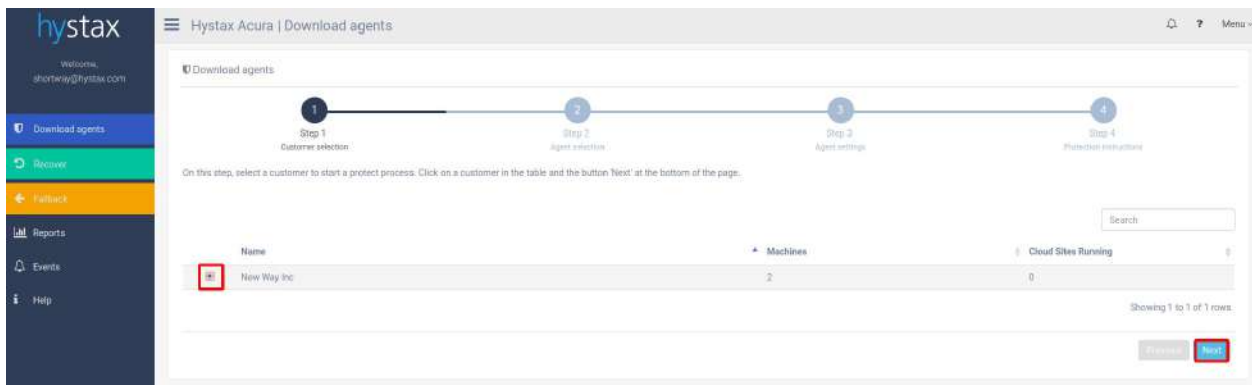 hystax
Hystax Acura | Download agents
?
Menu
Welcome,
shortway@hystax.com
Download agents
Recover
Failback
Reports
Events
i Help
Download agents
1
2
3
4
Step 1
Customer selection
Step 2
Agent selection
Step 3
Agent settings
Step 4
Protection instructions
On this step, select a customer to start a protect process. Click on a customer in the table and the button 'Next' at the bottom of the page.
Search
Name Machines Cloud Sites Running
New Way Inc 2 0
Showing 1 to 1 of 1 rows
Previous Next